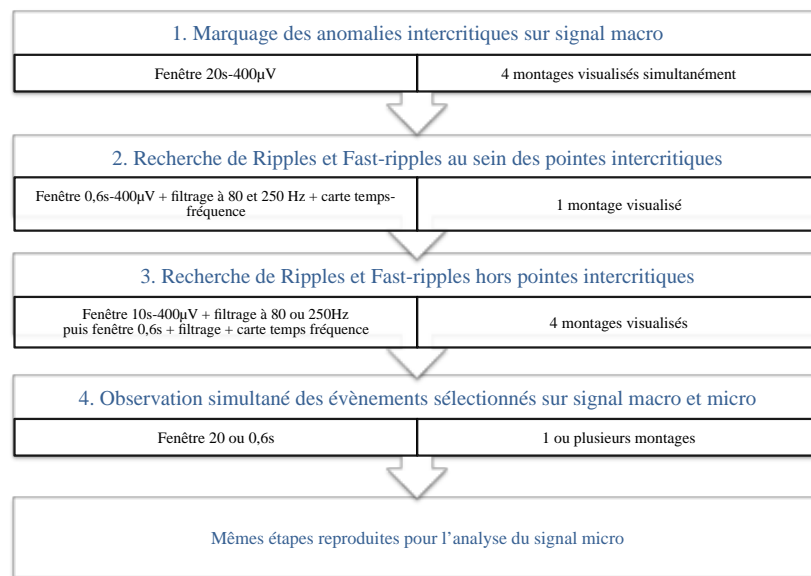 1. Marquage des anomalies intercritiques sur signal macro
Fenêtre 20s-400µV
4 montages visualisés simultanément
2. Recherche de Ripples et Fast-ripples au sein des pointes intercritiques
Fenêtre 0,6s-400µV + filtrage à 80 et 250 Hz + carte temps-
fréquence
1 montage visualisé
3. Recherche de Ripples et Fast-ripples hors pointes intercritiques
Fenêtre 10s-400µV + filtrage à 80 ou 250Hz
puis fenêtre 0,6s + filtrage + carte temps fréquence
4 montages visualisés
4. Observation simultané des évènements sélectionnés sur signal macro et micro
Fenêtre 20 ou 0,6s
1 ou plusieurs montages
Mêmes étapes reproduites pour l’analyse du signal micro